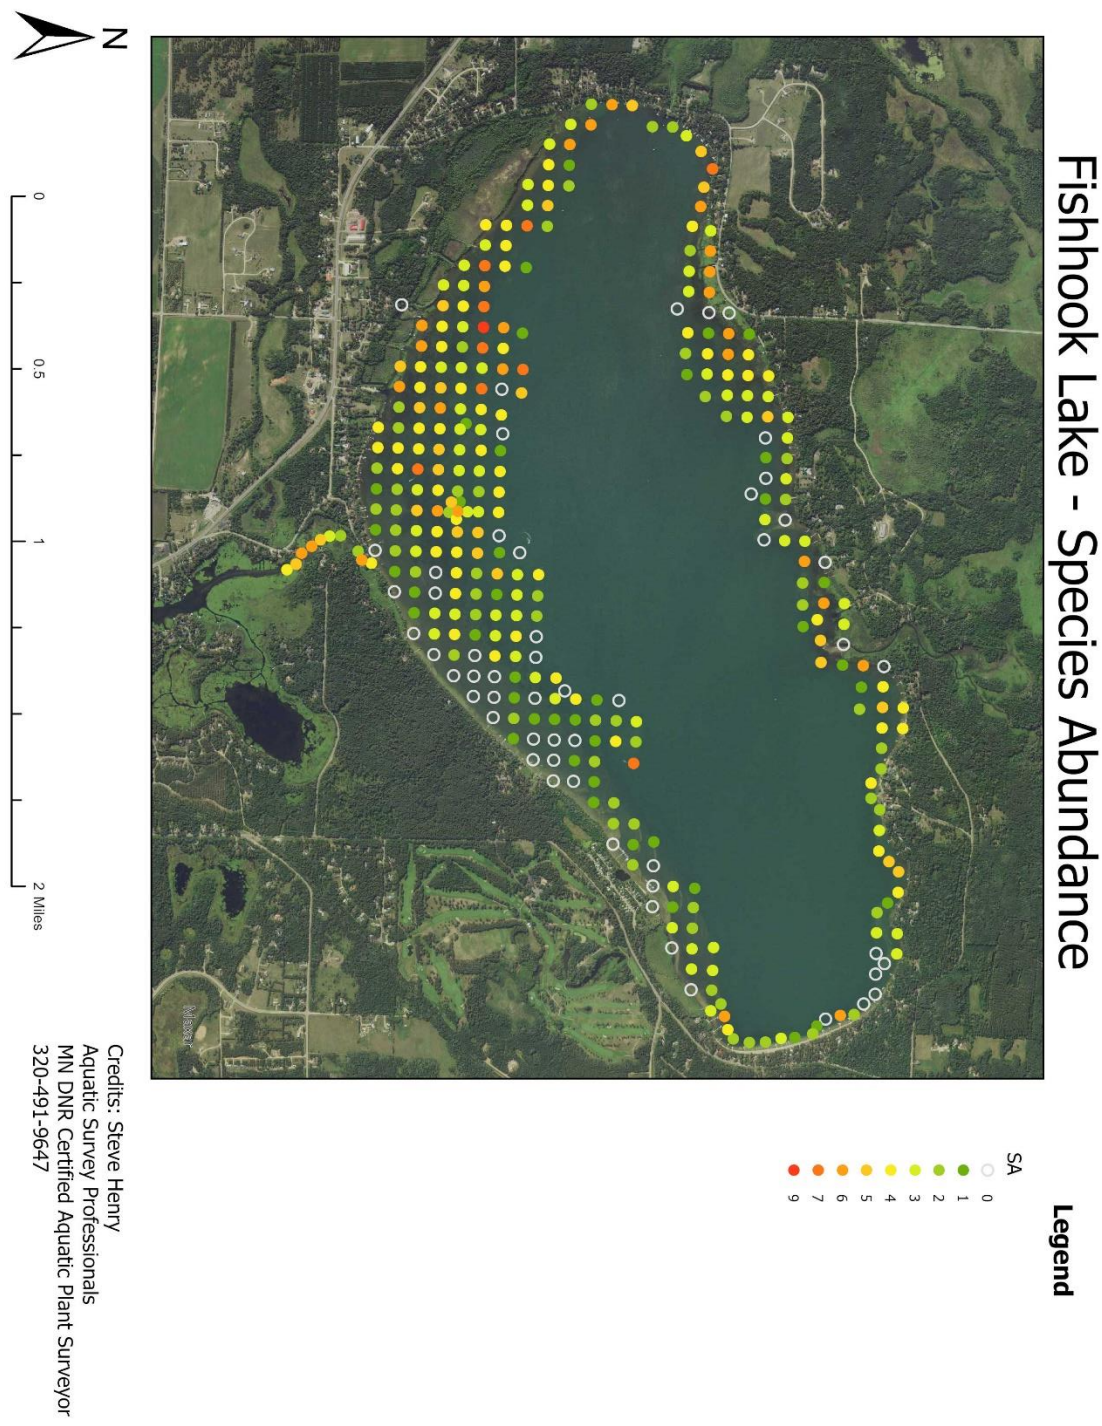 Fishhook Lake - Species Abundance
N
0
0.5
1
2 Miles
Maxar
Legend
SA
0
1
2
3
4
5
6
7
9
Credits: Steve Henry
Aquatic Survey Professionals
MN DNR Certified Aquatic Plant Surveyor
320-491-9647